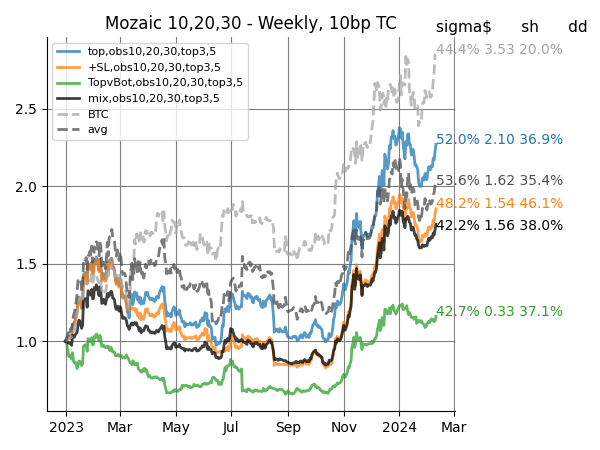 Mozaic 10,20,30 - Weekly, 10bp TC
sigma$ sh dd
top,obs10,20,30,top3,5
+SL,obs10,20,30,top3,5
TopvBot,obs10,20,30,top3,5
mix,obs10,20,30,top3,5
BTC
avg
44.4% 3.53 20.0%
52.0% 2.10 36.9%
53.6% 1.62 35.4%
48.2% 1.54 46.1%
42.2% 1.56 38.0%
42.7% 0.33 37.1%
2.5
2.0
1.5
1.0
2023 Mar May Jul Sep Nov 2024 Mar